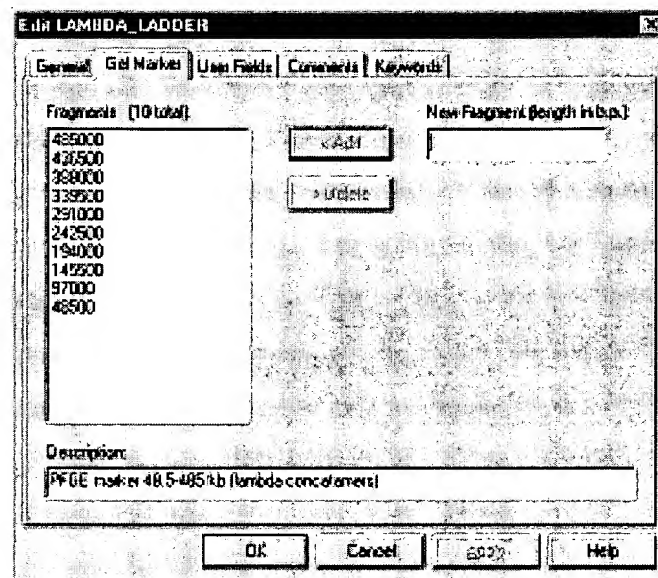 Edit LAMBDA_LADDER
General Gel Marker User Fields Comments Keywords
Fragments (10 total): New Fragment (length in b.p.):
485000
436500
388000
339500
291000
242500
194000
145500
97000
48500
< Add
> Delete
Description:
PFGE marker 48.5-485 kb (lambda concatamers)
OK Cancel Apply Help